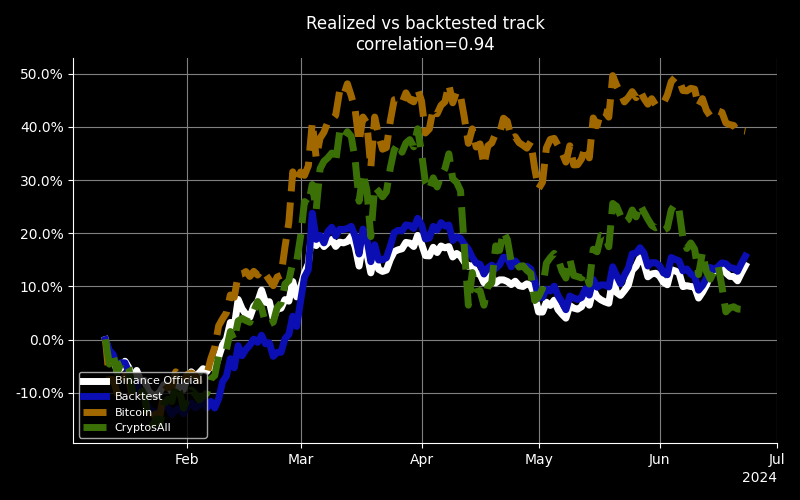 Realized vs backtested track
correlation=0.94
50.0%
40.0%
30.0%
20.0%
10.0%
0.0%
-10.0%
Binance Official
Backtest
Bitcoin
CryptosAll
Feb Mar Apr May Jun Jul
2024